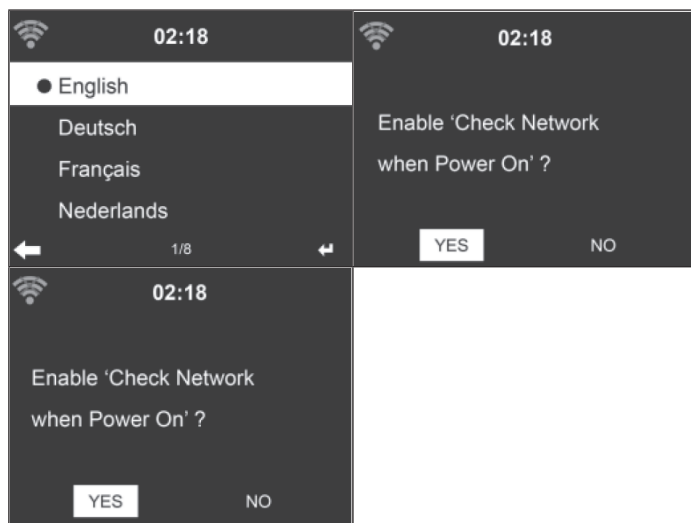 02:18
English
Deutsch
Français
Nederlands
1/8
02:18
Enable ‘Check Network
when Power On’ ?
YES NO
02:18
Enable ‘Check Network
when Power On’ ?
YES NO